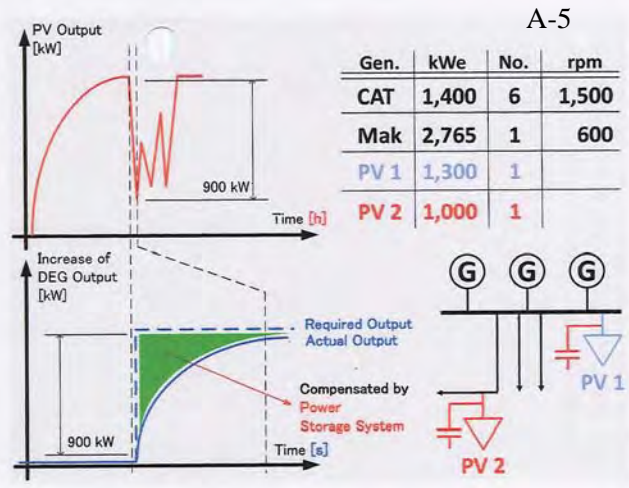 A-5
PV Output
[kW]
900 kW
Time [h]
Gen. kWe No. rpm
CAT 1,400 6 1,500
Mak 2,765 1 600
PV 1 1,300 1
PV 2 1,000 1
Increase of
DEG Output
[kW]
Required Output
Actual Output
Compensated by
Power
Storage System
900 kW
Time [s]
G G G
PV 1
PV 2